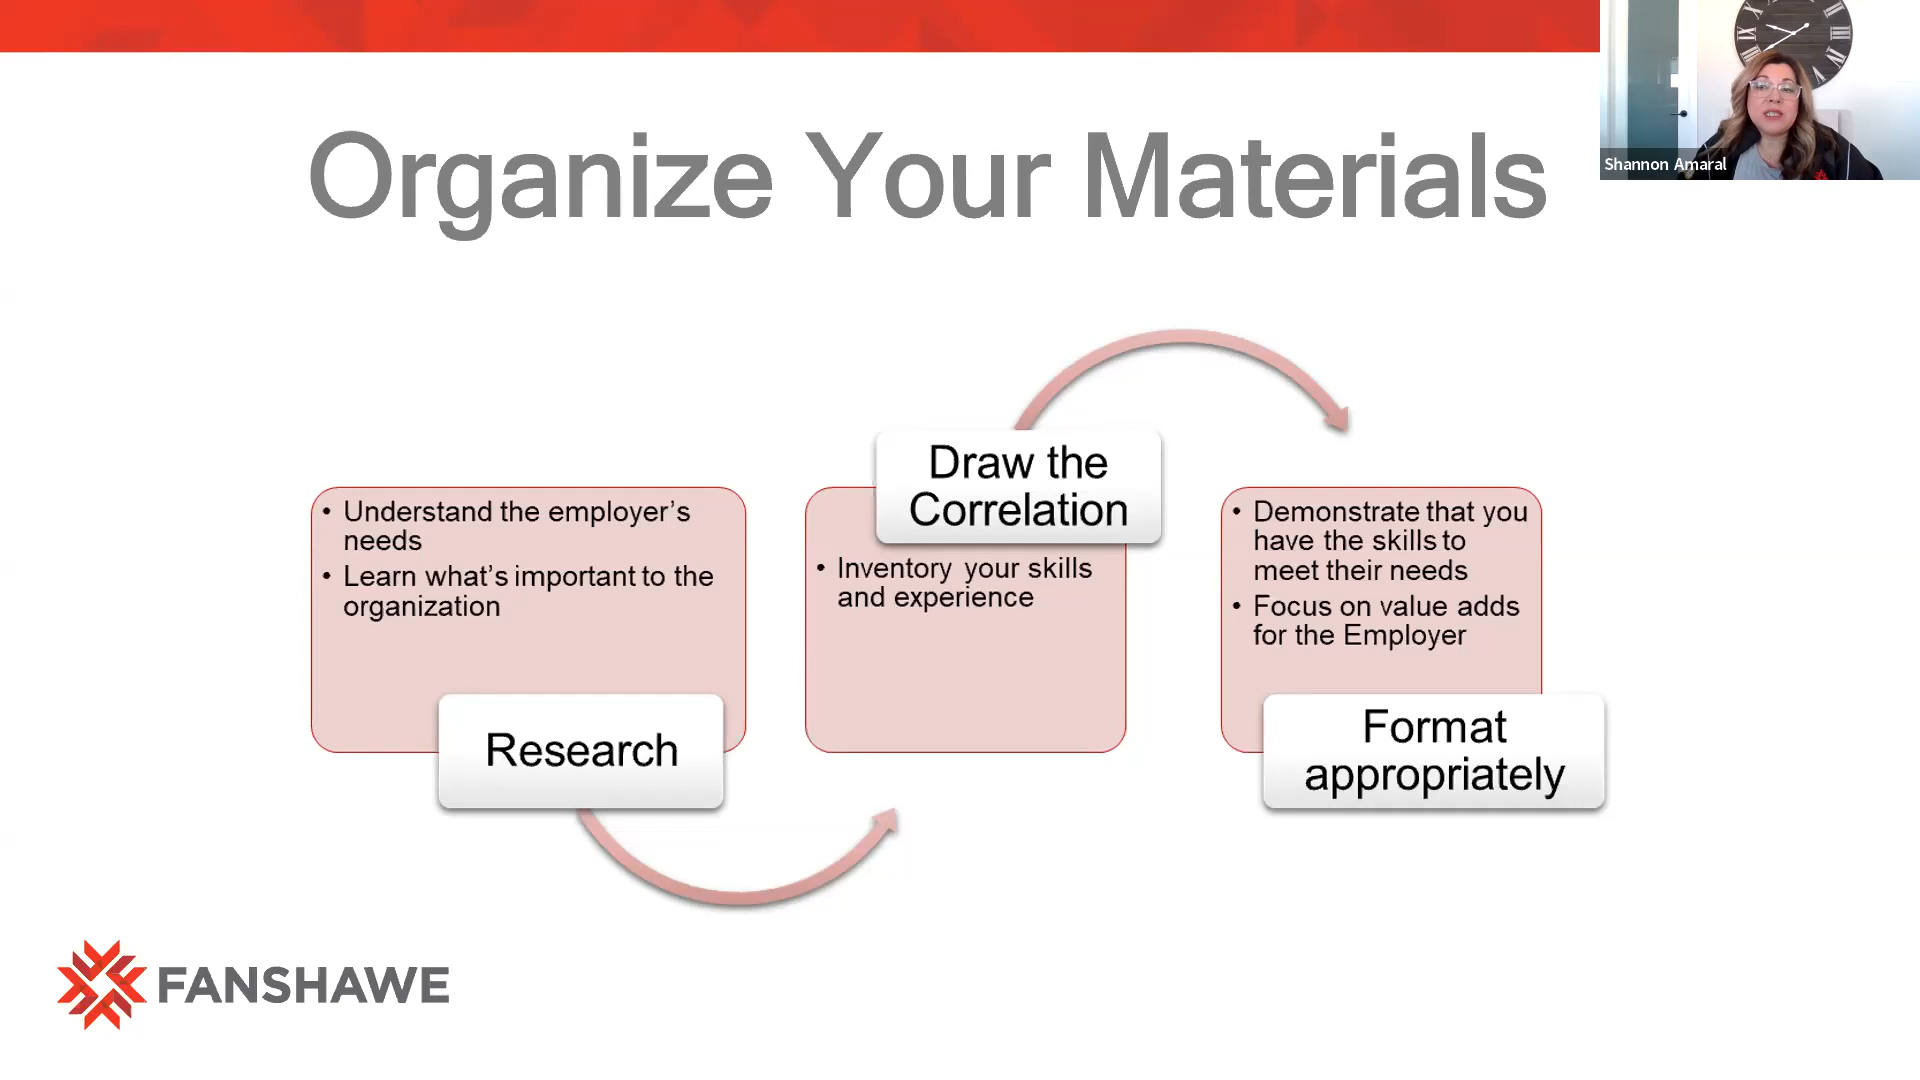 Organize Your Materials
Shannon Amaral
• Understand the employer's
needs
• Learn what's important to the
organization
Research
Draw the
Correlation
• Inventory your skills
and experience
• Demonstrate that you
have the skills to
meet their needs
• Focus on value adds
for the Employer
Format
appropriately
FANSHAWE